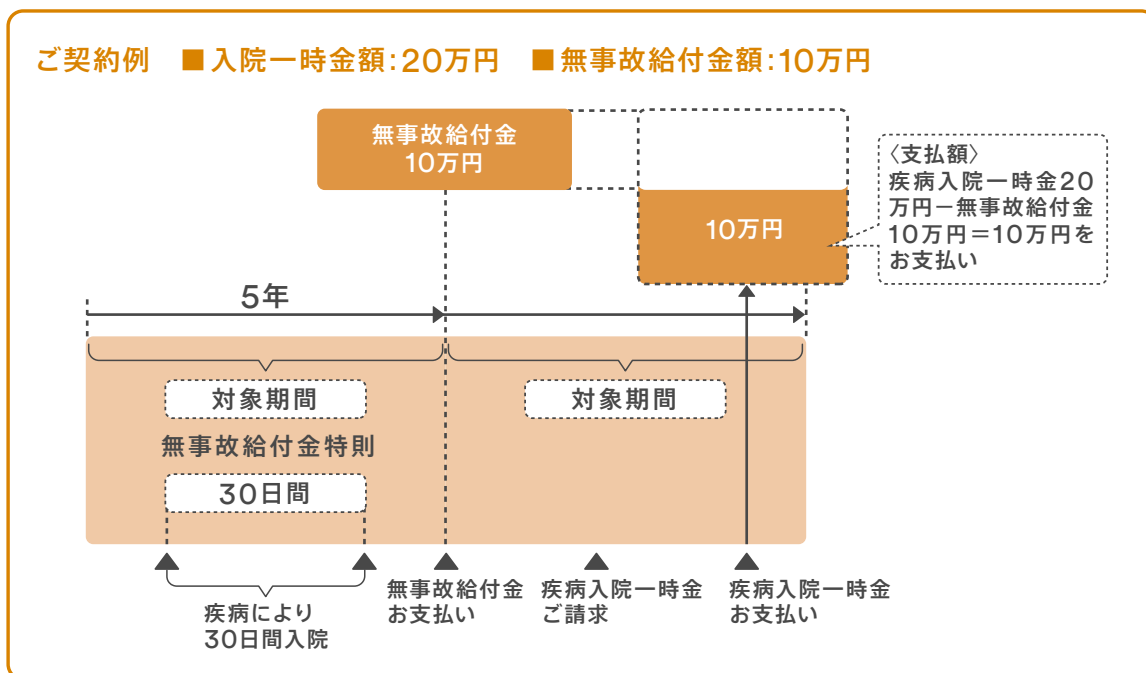 ご契約例 ■入院一時金額:20万円 ■無事故給付金額:10万円
無事故給付金
10万円
10万円
〈支払額〉
疾病入院一時金20
万円－無事故給付金
10万円＝10万円を
お支払い
5年
対象期間
対象期間
無事故給付金特則
30日間
疾病により
30日間入院
無事故給付金
お支払い
疾病入院一時金
ご請求
疾病入院一時金
お支払い